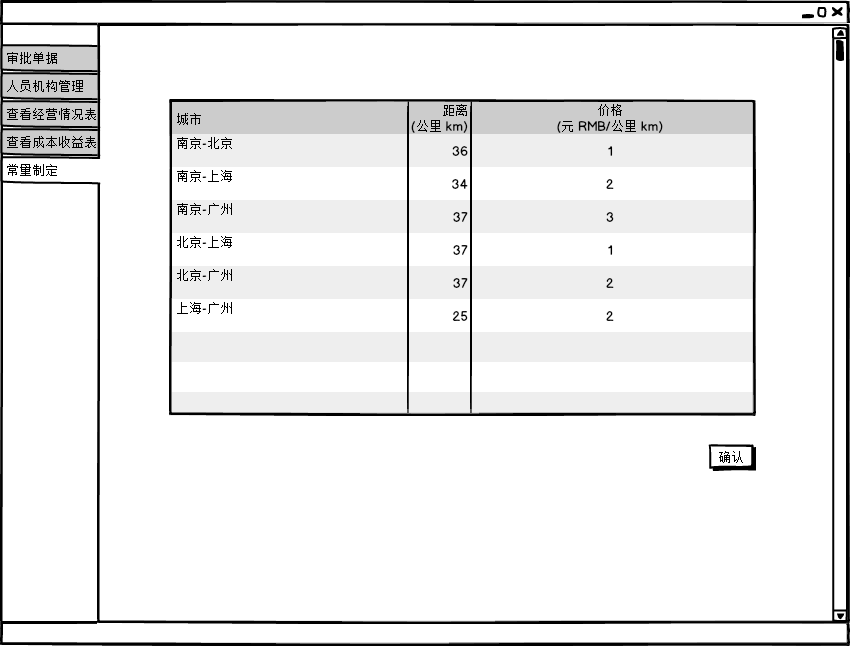 审批单据
人员机构管理
查看经营情况表
查看成本收益表
常量制定
城市 距离 (公里 km) 价格 (元 RMB/公里 km)
南京-北京 36 1
南京-上海 34 2
南京-广州 37 3
北京-上海 37 1
北京-广州 37 2
上海-广州 25 2
确认